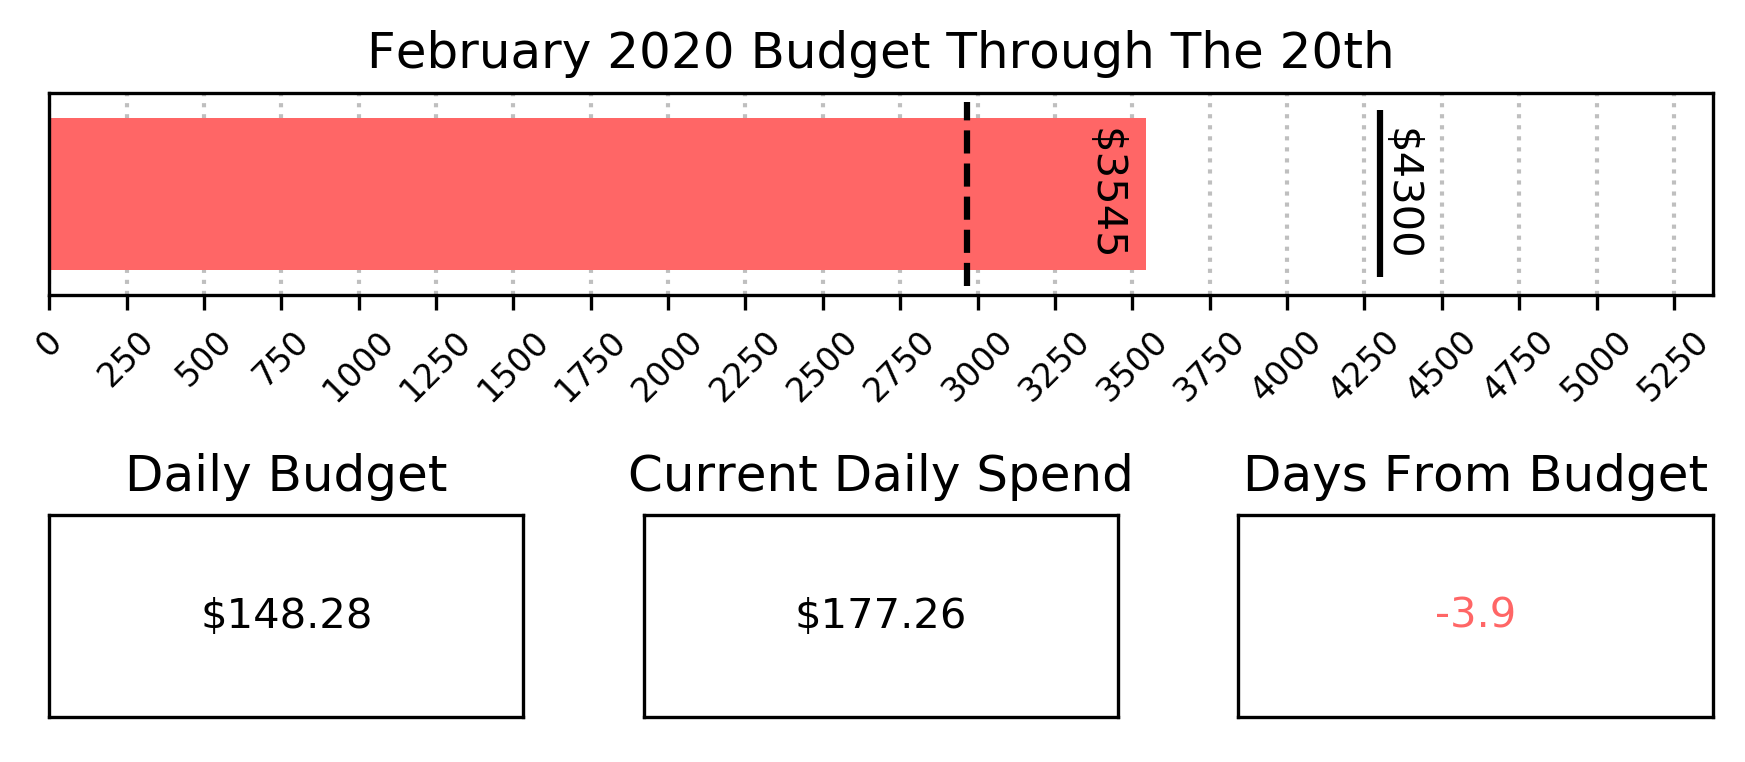 February 2020 Budget Through The 20th
$3545
$4300
0 250 500 750 1000 1250 1500 1750 2000 2250 2500 2750 3000 3250 3500 3750 4000 4250 4500 4750 5000 5250
Daily Budget Current Daily Spend Days From Budget
$148.28 $177.26 -3.9